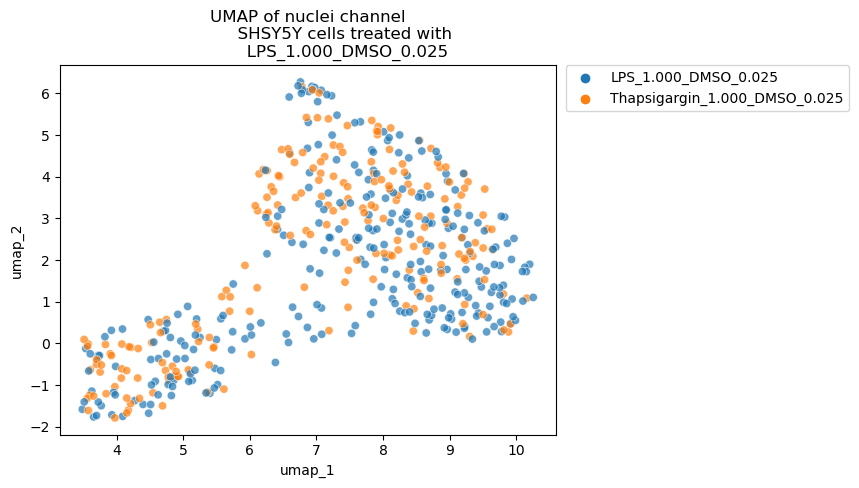 UMAP of nuclei channel
SHSY5Y cells treated with
LPS_1.000_DMSO_0.025
LPS_1.000_DMSO_0.025
Thapsigargin_1.000_DMSO_0.025
6
5
4
3
2
1
0
−1
−2
umap_2
4 5 6 7 8 9 10
umap_1